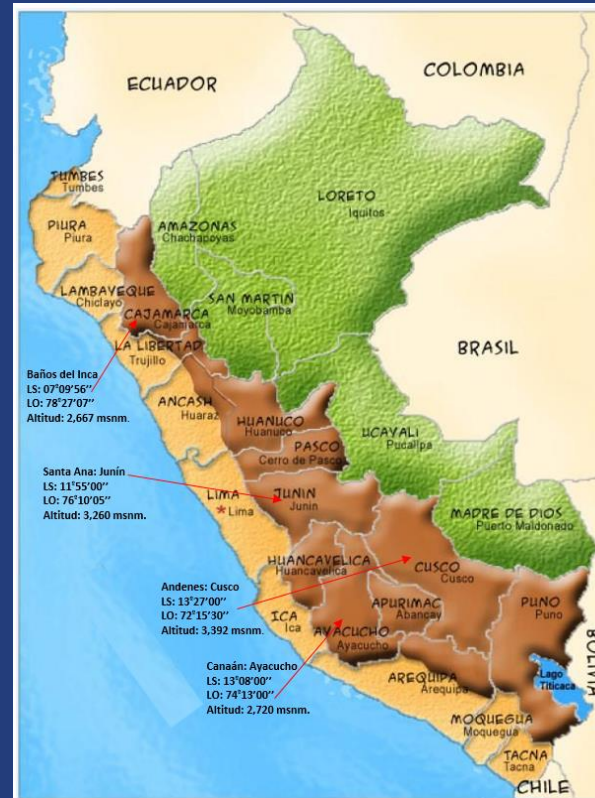 ECUADOR
COLOMBIA
TUMBES
Tumbes
PIURA
Piura
AMAZONAS
Chachapoyas
LORETO
Iquitos
LAMBAYEQUE
Chiclayo
CAJAMARCA
Cajamarca
SAN MARTIN
Moyobamba
LA LIBERTAD
Trujillo
BRASIL
Baños del Inca
LS: 07°09'56''
LO: 78°27'07''
Altitud: 2,667 msnm.
ANCASH
Huaraz
HUANUCO
Huanuco
UCAYALI
Pucallpa
PASCO
Cerro de Pasco
Santa Ana: Junín
LS: 11°55'00''
LO: 76°10'05''
Altitud: 3,260 msnm.
LIMA
* Lima
JUNIN
Junin
MADRE DE DIOS
Puerto Maldonado
HUANCAVELICA
Huancavelica
CUSCO
Cusco
Andenes: Cusco
LS: 13°27'00''
LO: 72°15'30''
Altitud: 3,392 msnm.
ICA
Ica
APURIMAC
Abancay
PUNO
Puno
AYACUCHO
Ayacucho
BOLIVIA
Canaán: Ayacucho
LS: 13°08'00''
LO: 74°13'00''
Altitud: 2,720 msnm.
AREQUIPA
Arequipa
Lago
Titicaca
MOQUEGUA
Moquegua
TACNA
Tacna
CHILE